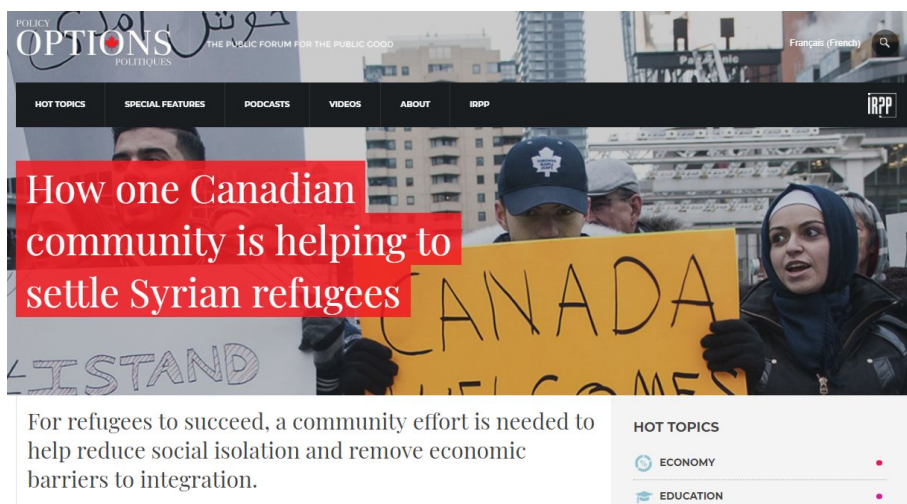 POLICY
OPTIONS
POLITIQUES
THE PUBLIC FORUM FOR THE PUBLIC GOOD
Français (French)
HOT TOPICS
SPECIAL FEATURES
PODCASTS
VIDEOS
ABOUT
IRPP
IRPP
How one Canadian
community is helping to
settle Syrian refugees
I STAND
CANADA
WELCOMES
For refugees to succeed, a community effort is needed to
help reduce social isolation and remove economic
barriers to integration.
HOT TOPICS
ECONOMY
EDUCATION